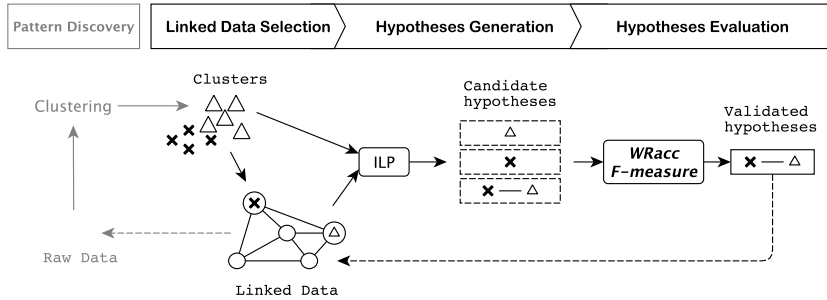 Pattern Discovery
Linked Data Selection
Hypotheses Generation
Hypotheses Evaluation
Clusters
Clustering
Candidate
hypotheses
Validated
hypotheses
ILP
WRacc
F-measure
Raw Data
Linked Data